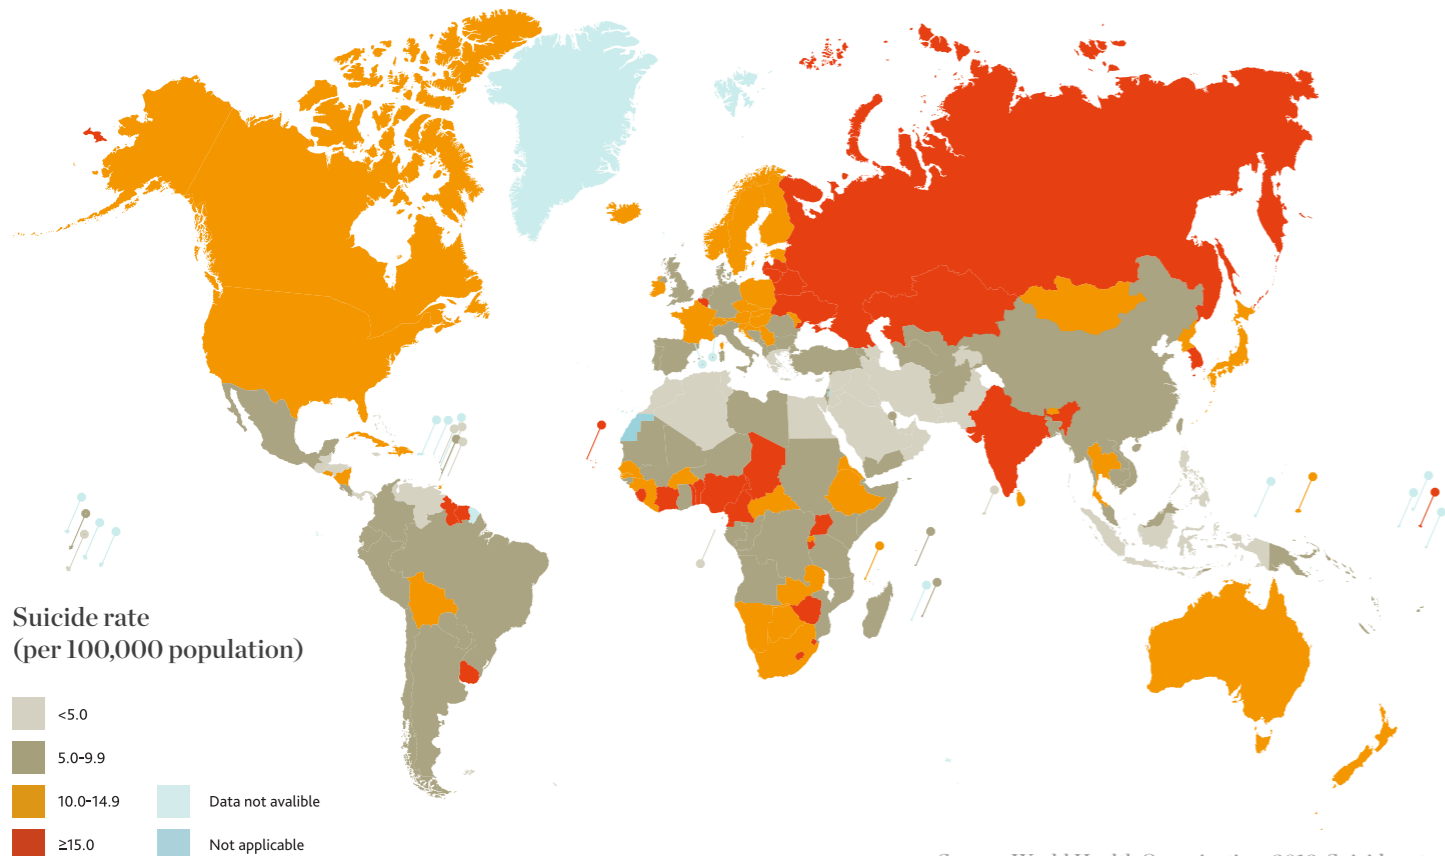 Suicide rate
(per 100,000 population)
<5.0
5.0-9.9
10.0-14.9
Data not avalible
≥15.0
Not applicable